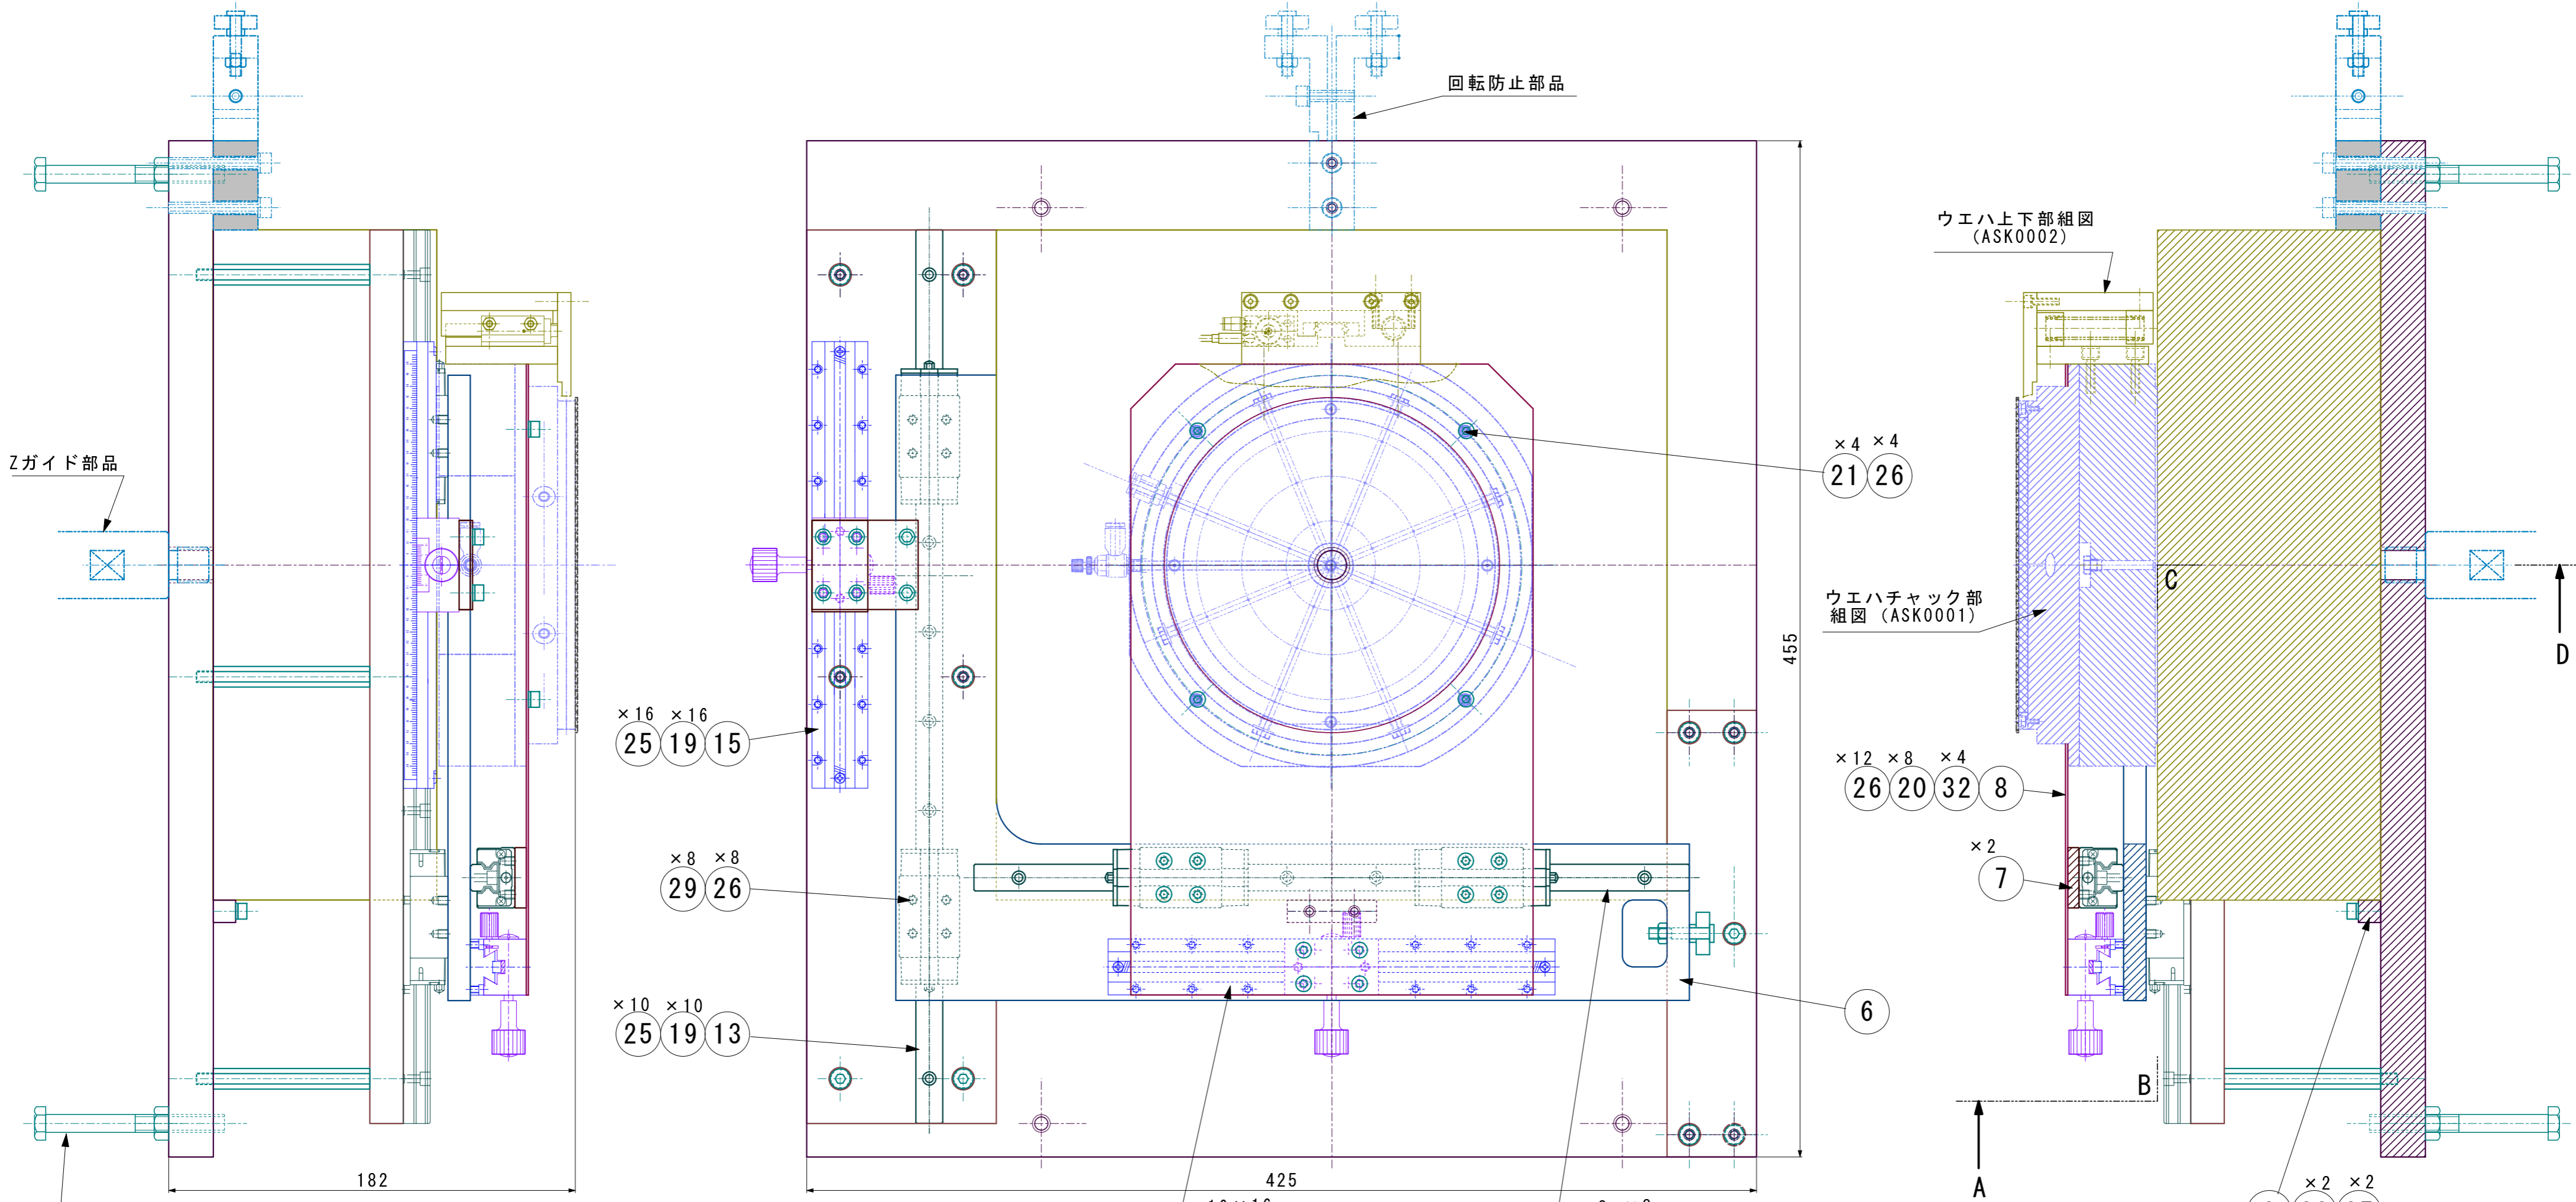 回転防止部品
ウエハ上下部組図
(ASK0002)
Zガイド部品
×4 ×4
21 26
ウエハチャック部
組図 (ASK0001)
C
D
455
×16 ×16
25 19 15
×12 ×8 ×4
26 20 32 8
×2
7
×8 ×8
29 26
×10 ×10
25 19 13
6
B
A
182
425
×2 ×2